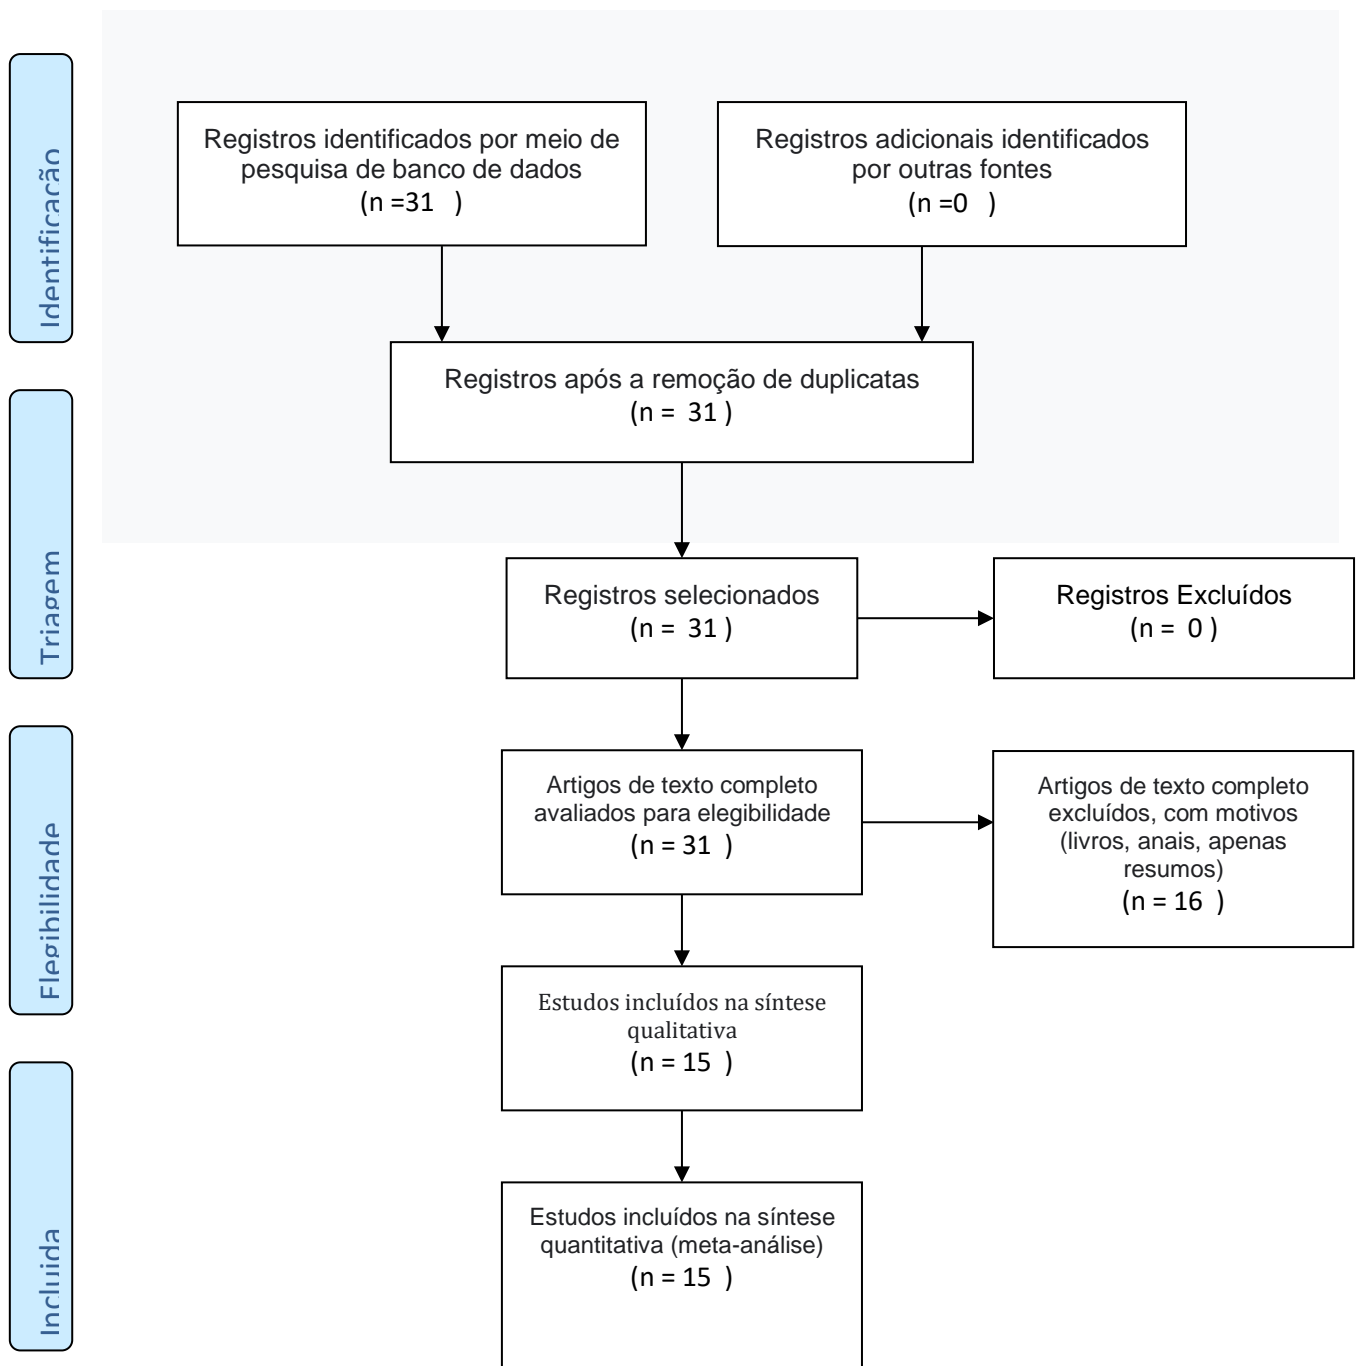 Identificação
Registros identificados por meio de
pesquisa de banco de dados
(n =31 )
Registros adicionais identificados
por outras fontes
(n =0 )
Registros após a remoção de duplicatas
(n = 31 )
Triagem
Registros selecionados
(n = 31 )
Registros Excluídos
(n = 0 )
Elegibilidade
Artigos de texto completo
avaliados para elegibilidade
(n = 31 )
Artigos de texto completo
excluídos, com motivos
(livros, anais, apenas
resumos)
(n = 16 )
Estudos incluídos na síntese
qualitativa
(n = 15 )
Incluida
Estudos incluídos na síntese
quantitativa (meta-análise)
(n = 15 )